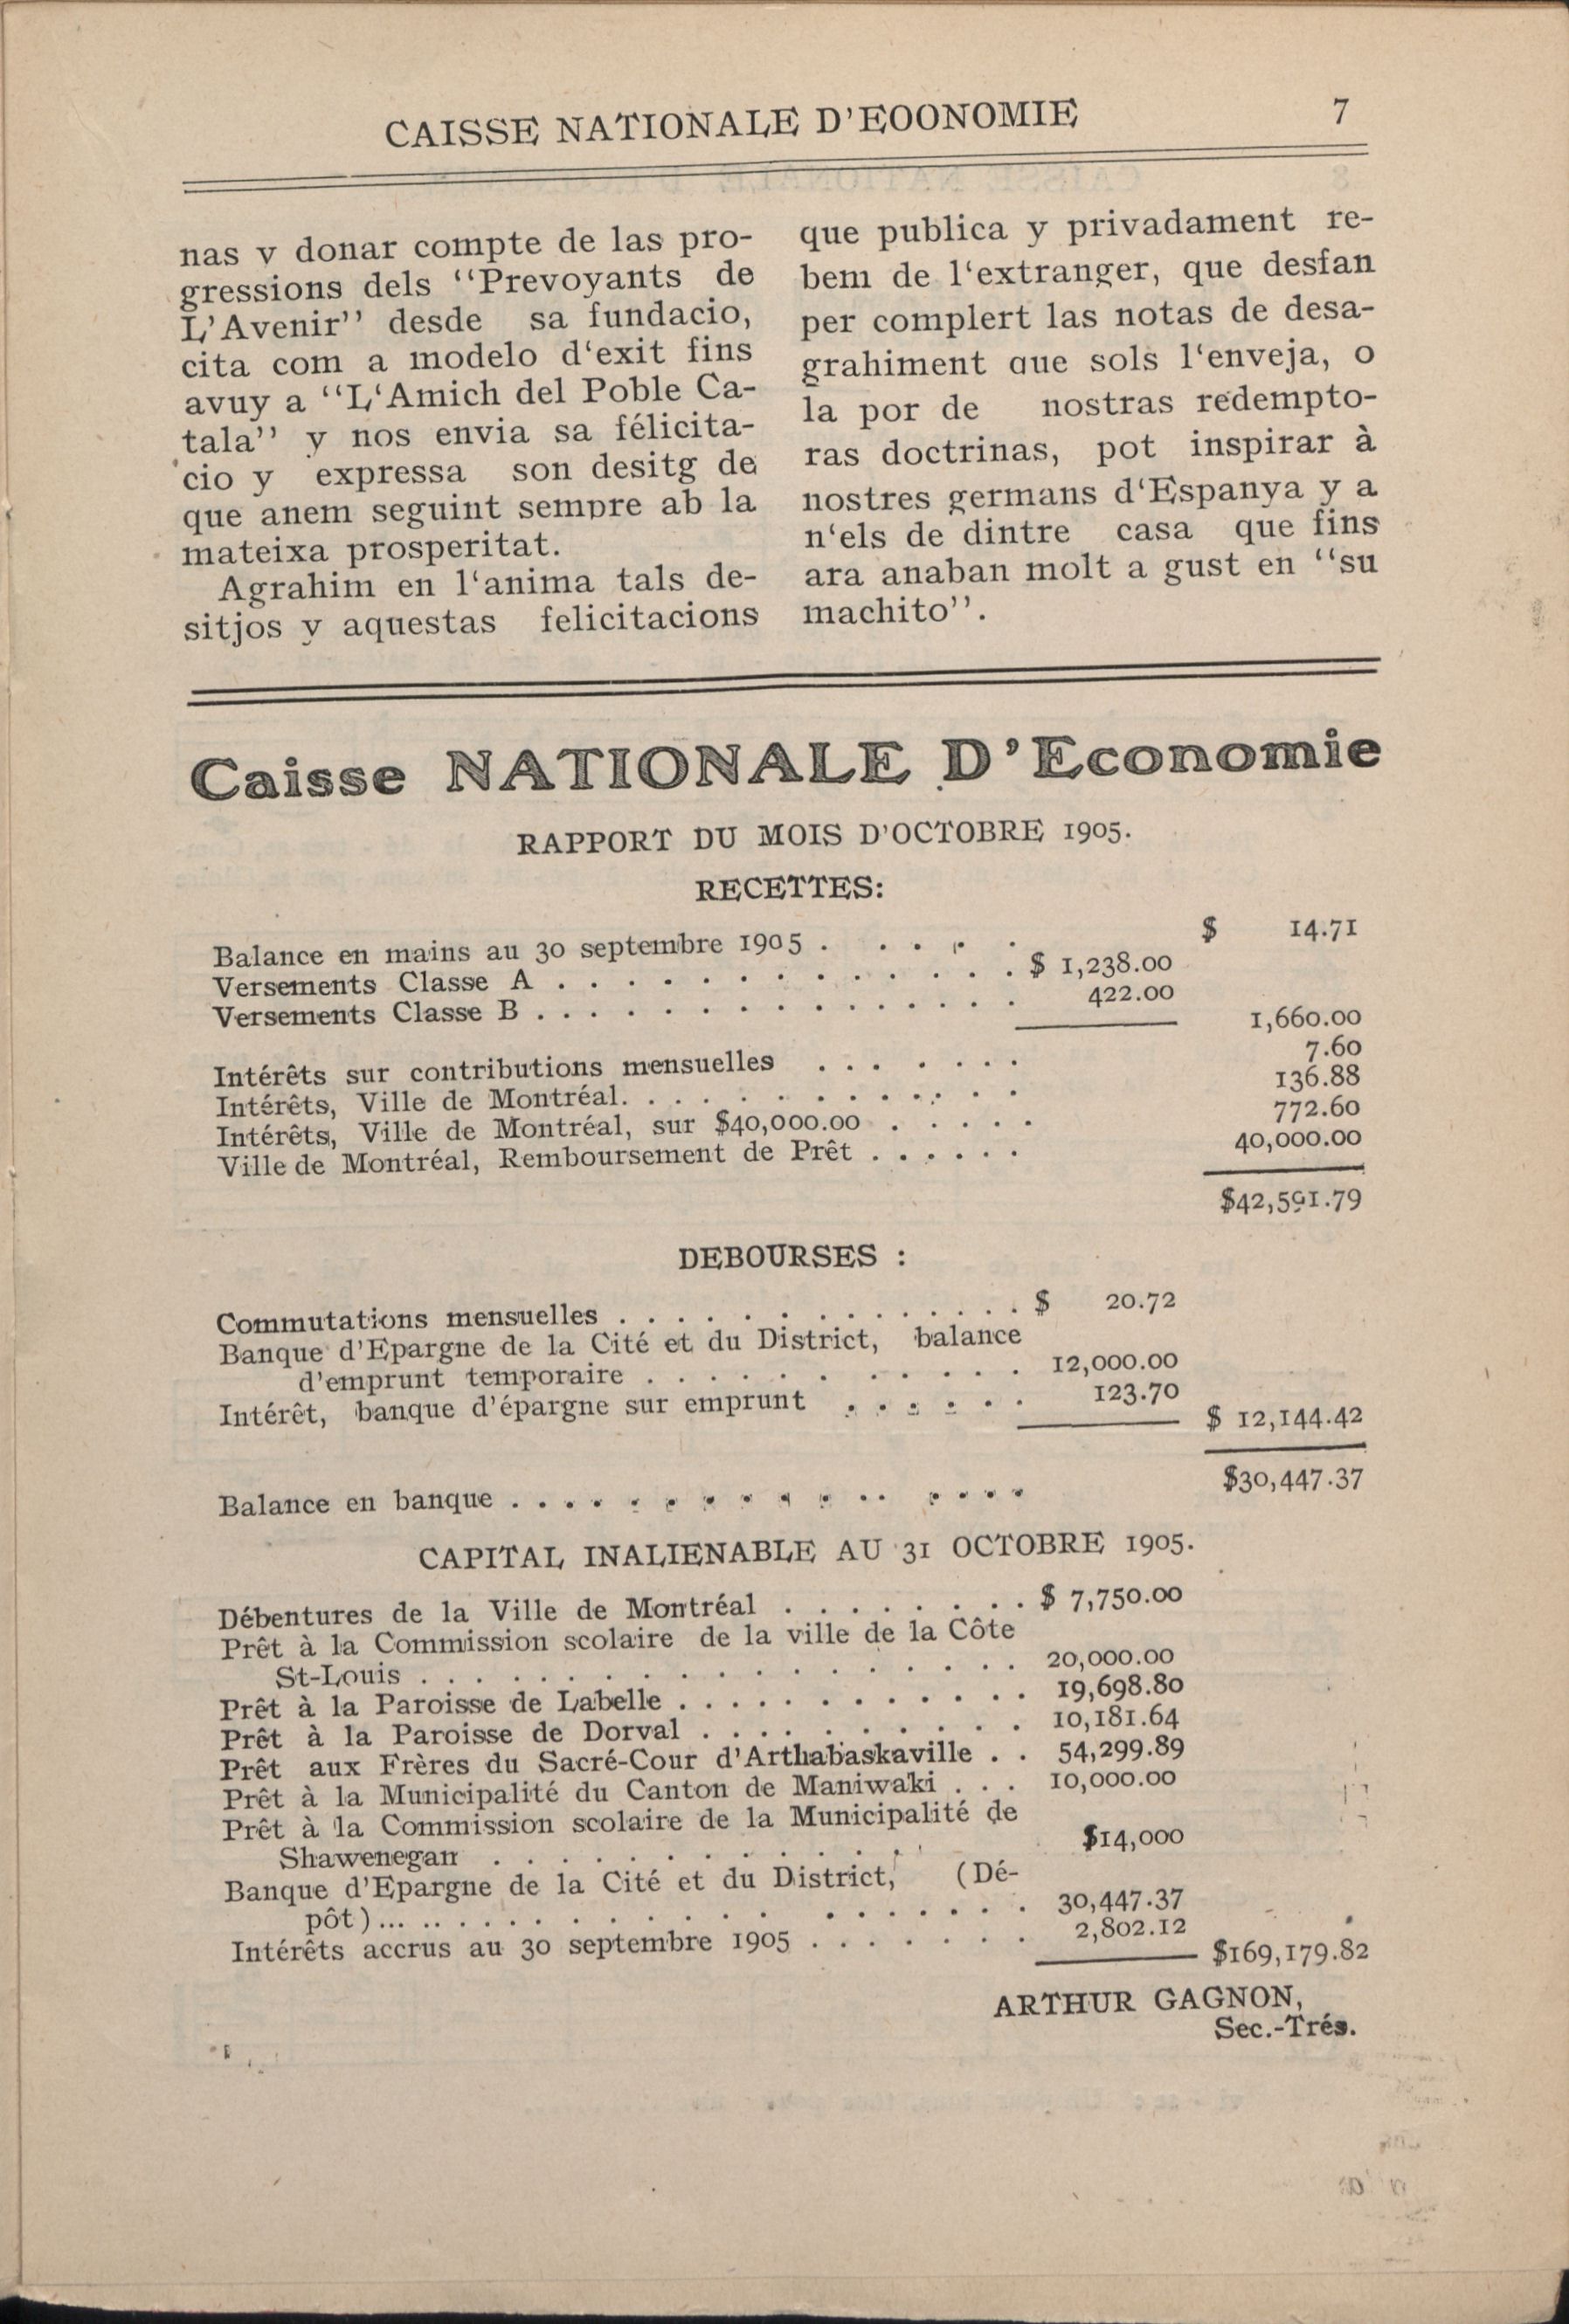 CAISSE NATIONALE D'EOONOMIE 7
nas v donar compte de las pro-
gressions dels ‘‘Prevoyants de
L’Avenir’’ desde sa fundacio,
cita com a modelo d‘exit fins
avuy a ‘‘L‘Amich del Poble Ca-
tala’’ y nos envia sa félicita-
cio y expressa son desitg de
que anem seguint sempre ab la
mateixa prosperitat.
Agrahim en l‘anima tals de-
sitjos y aquestas felicitacions
que publica y privadament re-
bem de l‘extranger, que desfan
per complert las notas de desa-
grahiment que sols l‘enveja, o
la por de nostras redempto-
ras doctrinas, pot inspirar à
nostres germans d‘Espanya y a
n‘els de dintre casa que fins
ara anaban molt a gust en ‘‘su
machito’’.
Caisse NATIONALE D’Economie
RAPPORT DU MOIS D’OCTOBRE 1905.
RECETTES:
Balance en mains au 30 septembre 1905 . . . . . $ 14.71
Versements Classe A . . . . . . . . . . . . . $ 1,238.00
Versements Classe B . . . . . . . . . . . . . . 422.00
1,660.00
Intérêts sur contributions mensuelles . . . . . . . 7.60
Intérêts, Ville de Montréal. . . . . . . . . . . . 136.88
Intérêts, Ville de Montréal, sur $40,000.00 . . . . . 772.60
Ville de Montréal, Remboursement de Prêt . . . . . . 40,000.00
$42,591.79
DEBOURSES :
Commutations mensuelles . . . . . . . . . . . . . . $ 20.72
Banque d’Epargne de la Cité et du District, balance
d’emprunt temporaire . . . . . . . . . . . . 12,000.00
Intérêt, banque d’épargne sur emprunt . . . . . . 123.70
$ 12,144.42
Balance en banque . . . . . . . . . . . . . . . . . $30,447.37
CAPITAL INALIENABLE AU 31 OCTOBRE 1905.
Débentures de la Ville de Montréal . . . . . . . . $ 7,750.00
Prêt à la Commission scolaire de la ville de la Côte
St-Louis . . . . . . . . . . . . . . . . . 20,000.00
Prêt à la Paroisse de Labelle . . . . . . . . . . . . 19,698.80
Prêt à la Paroisse de Dorval . . . . . . . . . . . 10,181.64
Prêt aux Frères du Sacré-Cour d’Arthabaskaville . . 54,299.89
Prêt à la Municipalité du Canton de Maniwaki . . . 10,000.00
Prêt à la Commission scolaire de la Municipalité de
Shawenegan . . . . . . . . . . . . $14,000
Banque d’Epargne de la Cité et du District, (Dé-
pôt)... . . . . . . . . . . . . . . . . . 30,447.37
Intérêts accrus au 30 septembre 1905 . . . . . . . 2,802.12
$169,179.82
ARTHUR GAGNON,
Sec.-Trés.